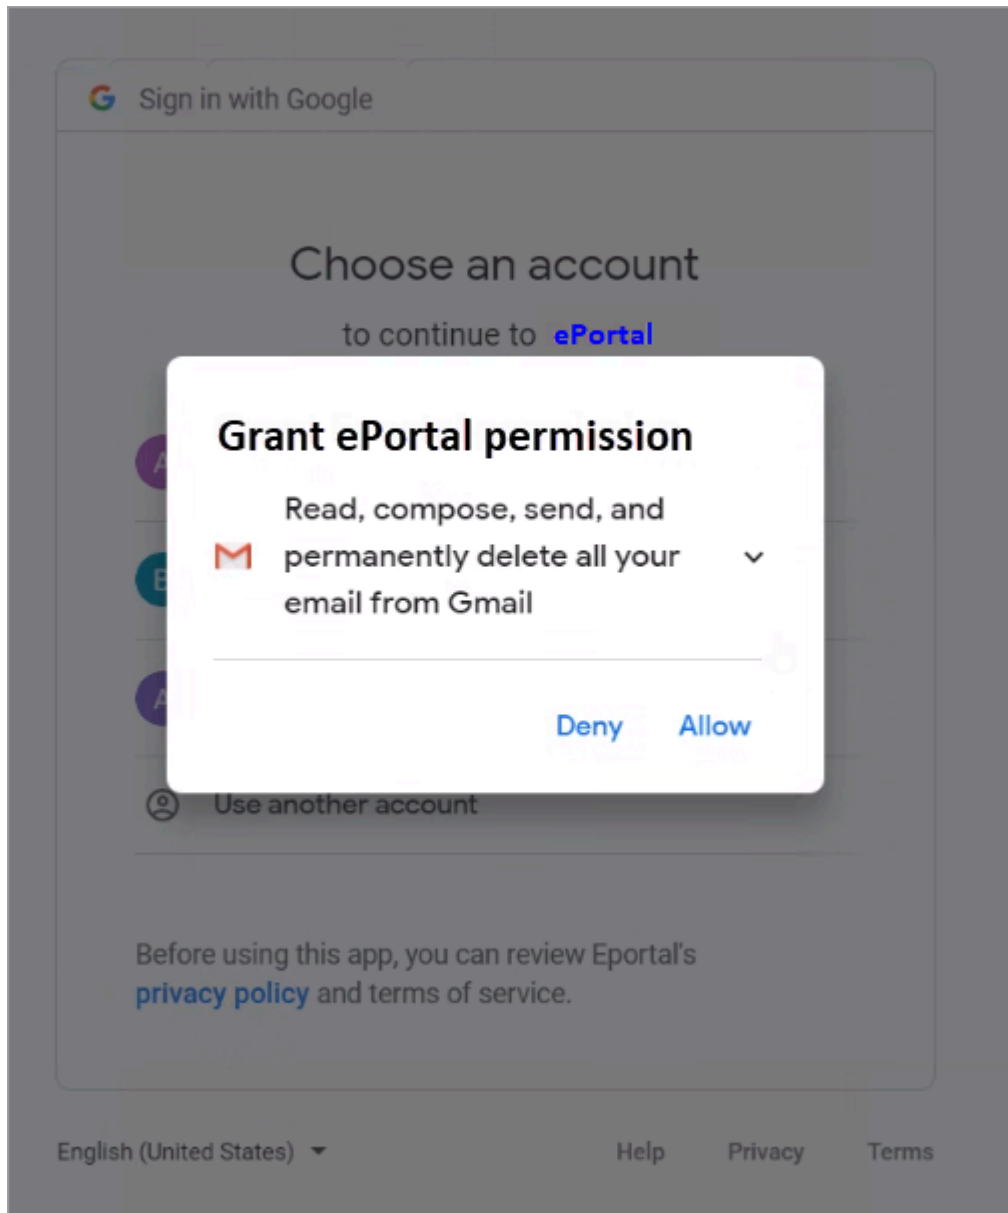 Sign in with Google
Choose an account
to continue to ePortal
Grant ePortal permission
Read, compose, send, and
permanently delete all your
email from Gmail
Deny Allow
Use another account
Before using this app, you can review Eportal's
privacy policy and terms of service.
English (United States) Help Privacy Terms